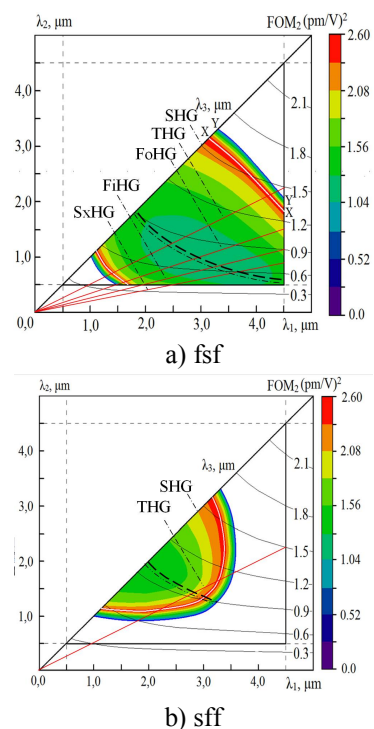 λ₂, μm
FOM₂ (pm/V)²
2.60
2.08
1.56
1.04
0.52
0.0
4,0
3,0
2,0
1,0
0,0
1,0
2,0
3,0
4,0
λ₁, μm
λ₃, μm
2.1
1.8
1.5
1.2
0.9
0.6
0.3
SHG
THG
FoHG
FiHG
SxHG
X
Y
Y
X
a) fsf
λ₂, μm
FOM₂ (pm/V)²
2.60
2.08
1.56
1.04
0.52
0.0
4,0
3,0
2,0
1,0
0,0
1,0
2,0
3,0
4,0
λ₁, μm
λ₃, μm
2.1
1.8
1.5
1.2
0.9
0.6
0.3
SHG
THG
b) sff